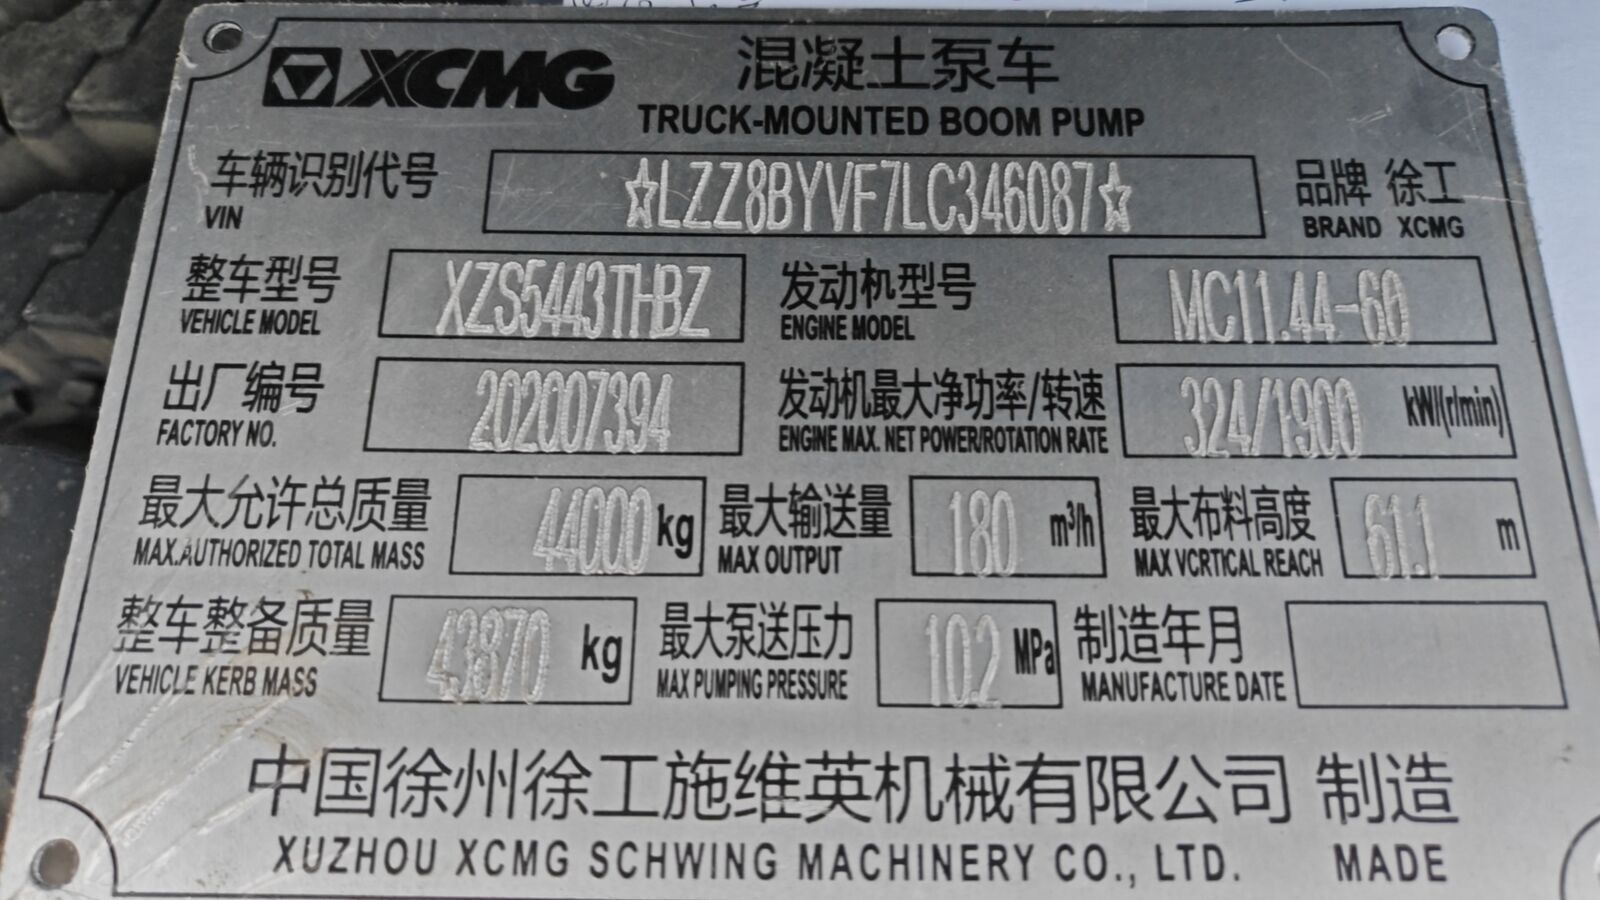 XCMG 混凝土泵车
TRUCK-MOUNTED BOOM PUMP
车辆识别代号 ☆LZZ8BYVF7LC346087☆ 品牌 徐工
VIN BRAND XCMG
整车型号 XZS5443THBZ 发动机型号 MC11.44-60
VEHICLE MODEL ENGINE MODEL
出厂编号 202007394 发动机最大净功率/转速 324/1900 kW/(r/min)
FACTORY NO. ENGINE MAX. NET POWER/ROTATION RATE
最大允许总质量 44000 kg 最大输送量 180 m³/h 最大布料高度 61.1 m
MAX.AUTHORIZED TOTAL MASS MAX OUTPUT MAX VCRTICAL REACH
整车整备质量 43870 kg 最大泵送压力 10.2 MPa 制造年月
VEHICLE KERB MASS MAX PUMPING PRESSURE MANUFACTURE DATE
中国徐州徐工施维英机械有限公司 制造
XUZHOU XCMG SCHWING MACHINERY CO., LTD. MADE